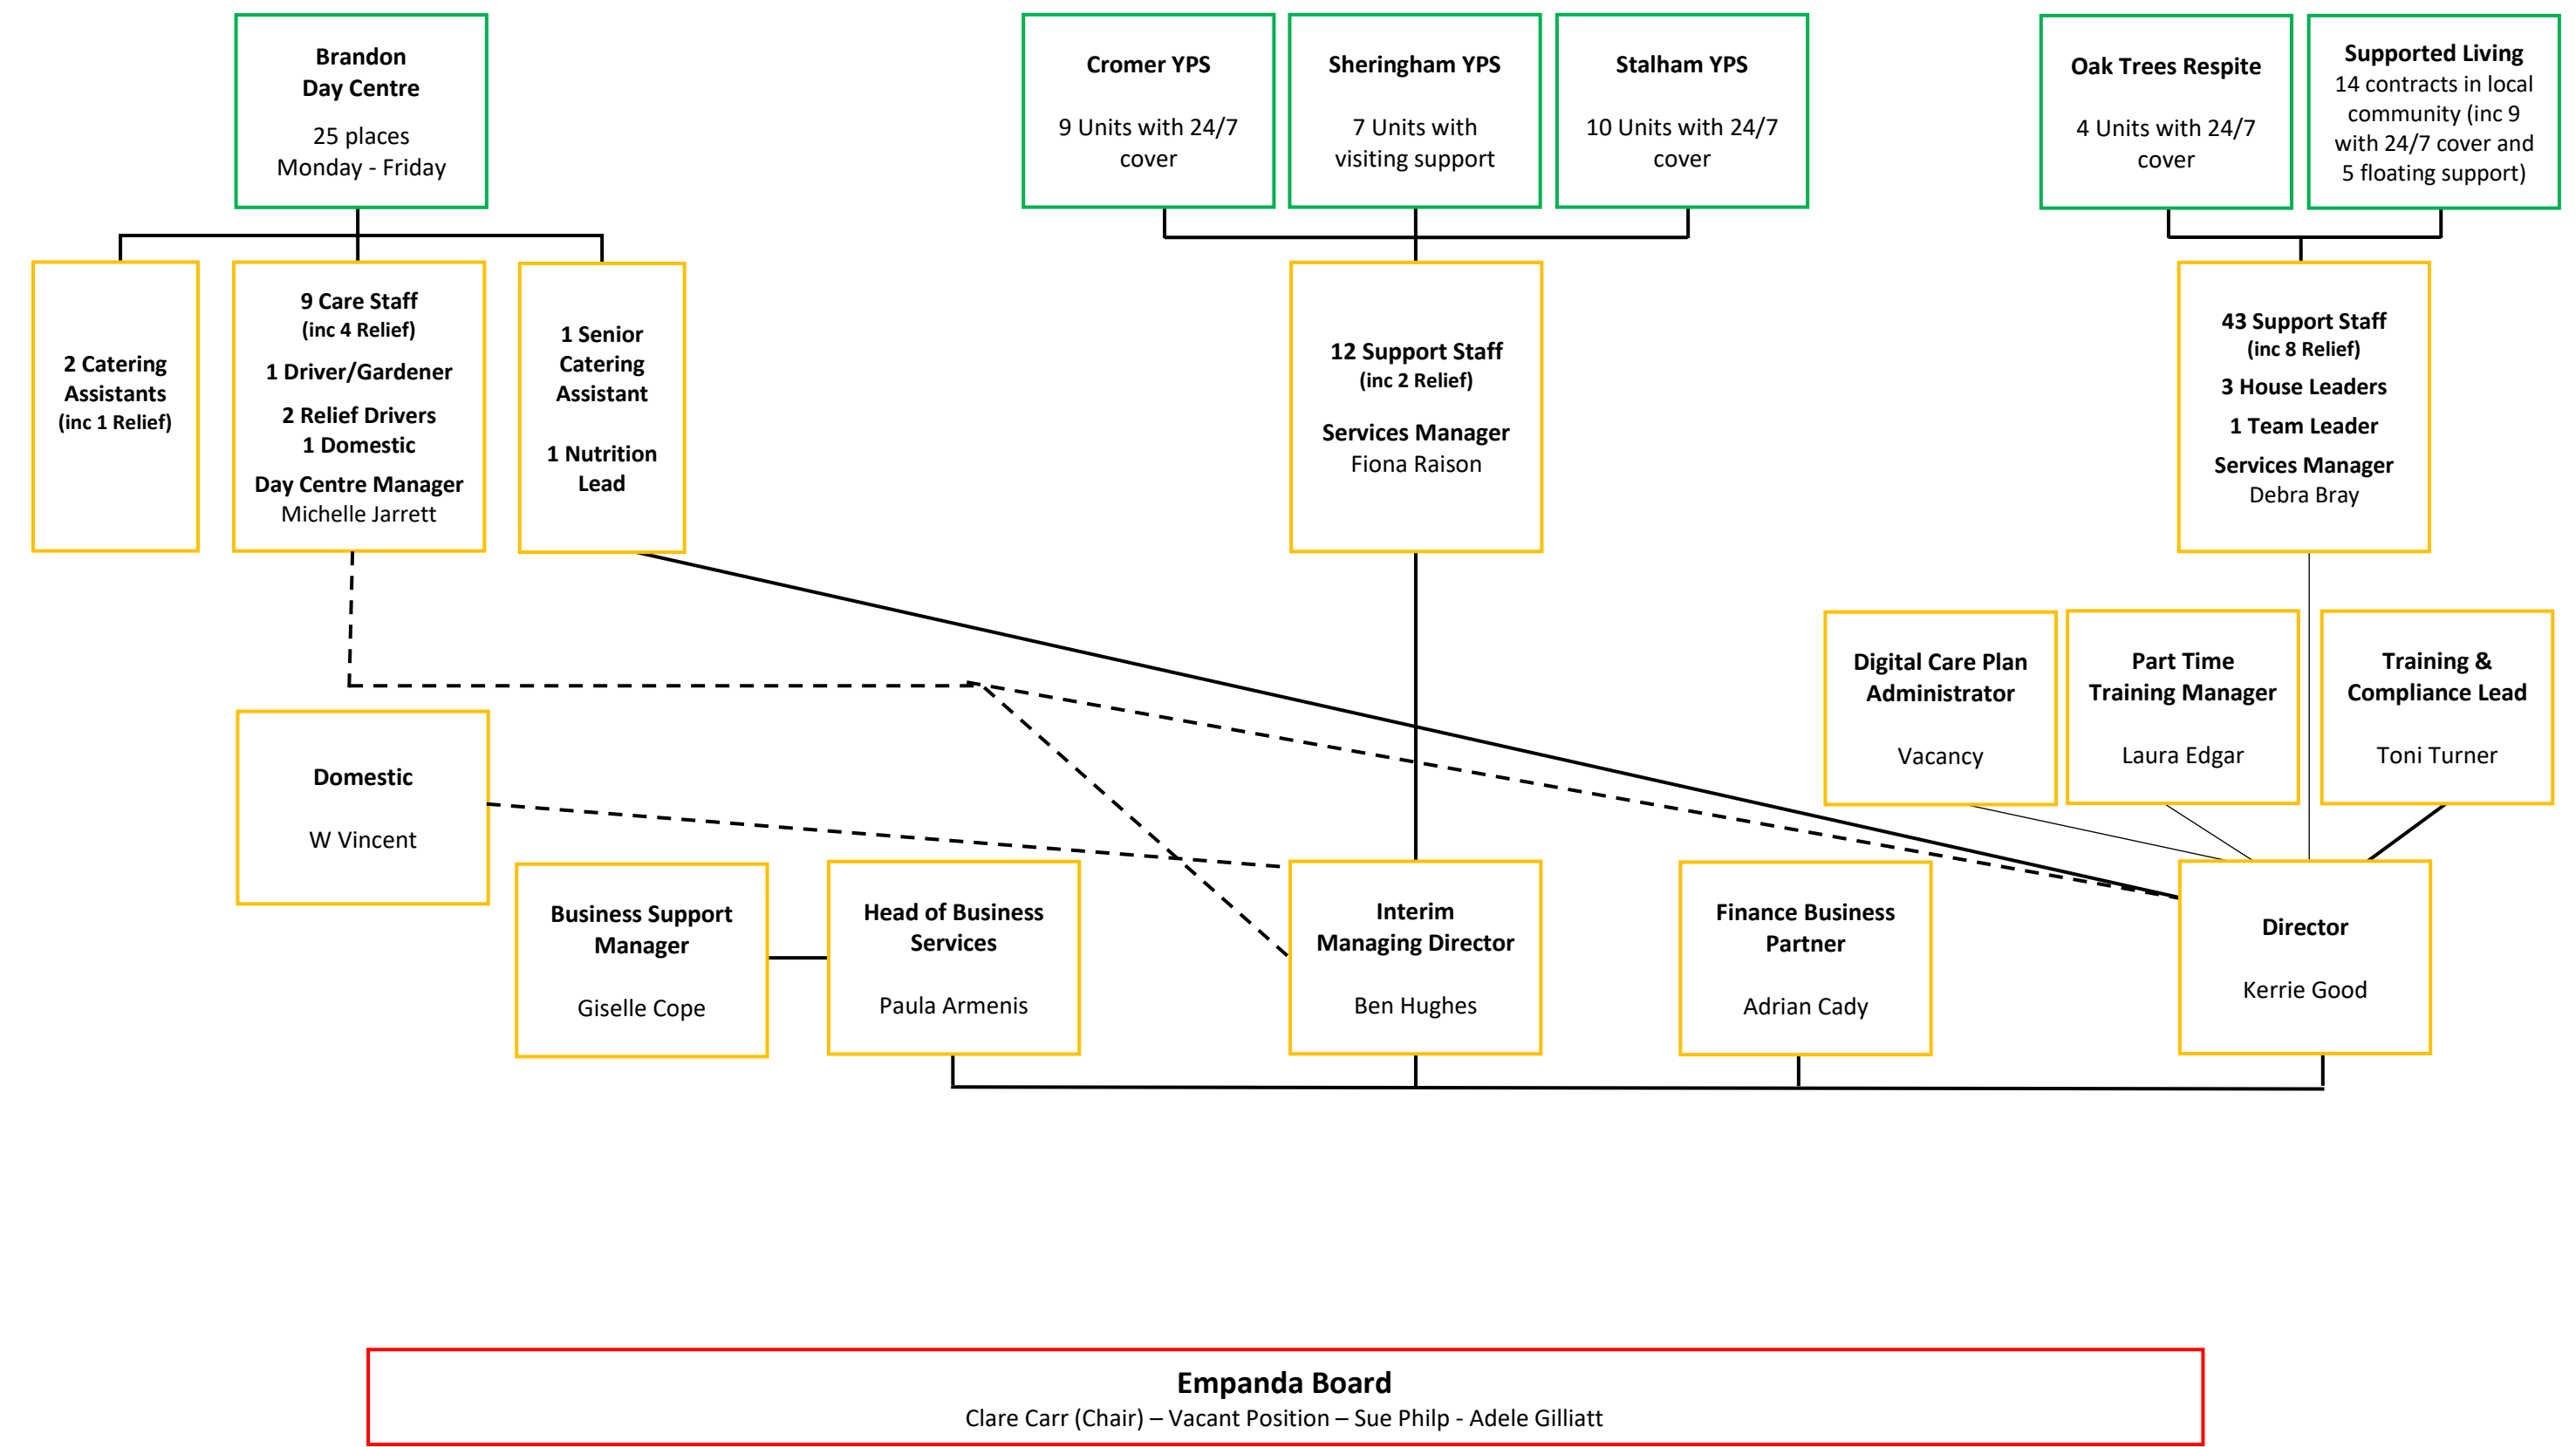 Brandon
Day Centre
25 places
Monday - Friday
Cromer YPS
9 Units with 24/7
cover
Sheringham YPS
7 Units with
visiting support
Stalham YPS
10 Units with 24/7
cover
Oak Trees Respite
4 Units with 24/7
cover
Supported Living
14 contracts in local
community (inc 9
with 24/7 cover and
5 floating support)
2 Catering
Assistants
(inc 1 Relief)
9 Care Staff
(inc 4 Relief)
1 Driver/Gardener
2 Relief Drivers
1 Domestic
Day Centre Manager
Michelle Jarrett
1 Senior
Catering
Assistant
1 Nutrition
Lead
12 Support Staff
(inc 2 Relief)
Services Manager
Fiona Raison
43 Support Staff
(inc 8 Relief)
3 House Leaders
1 Team Leader
Services Manager
Debra Bray
Digital Care Plan
Administrator
Vacancy
Part Time
Training Manager
Laura Edgar
Training &
Compliance Lead
Toni Turner
Domestic
W Vincent
Business Support
Manager
Giselle Cope
Head of Business
Services
Paula Armenis
Interim
Managing Director
Ben Hughes
Finance Business
Partner
Adrian Cady
Director
Kerrie Good
Empanda Board
Clare Carr (Chair) – Vacant Position – Sue Philp - Adele Gilliatt